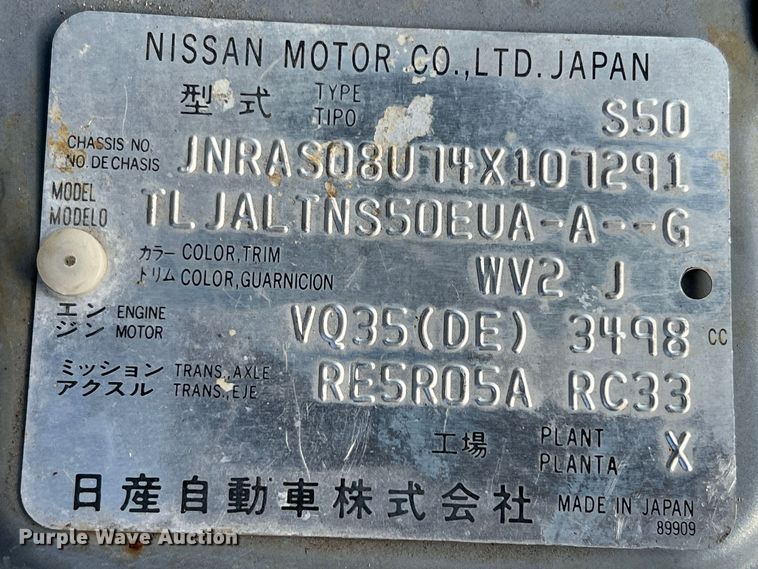 NISSAN MOTOR CO., LTD. JAPAN
型式 TYPE TIPO S50
CHASSIS NO. NO. DE CHASIS JNRAS08U74X107291
MODEL MODELO TLJALTNS50EUA-A--G
カラー COLOR, TRIM
トリム COLOR, GUARNICION WV2 J
エン ENGINE
ジン MOTOR VQ35(DE) 3498 CC
ミッション TRANS., AXLE
アクスル TRANS., EJE RE5R05A RC33
工場 PLANT PLANTA X
日産自動車株式会社 MADE IN JAPAN
89909
Purple Wave Auction